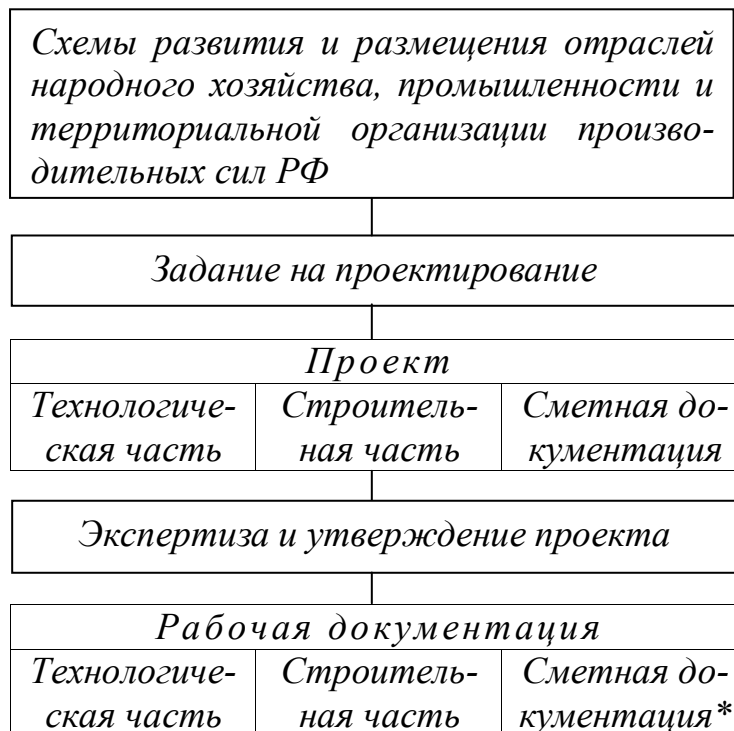 Схемы развития и размещения отраслей
народного хозяйства, промышленности и
территориальной организации произво-
дительных сил РФ
Задание на проектирование
Проект
Технологиче-
ская часть
Строитель-
ная часть
Сметная до-
кументация
Экспертиза и утверждение проекта
Рабочая документация
Технологиче-
ская часть
Строитель-
ная часть
Сметная до-
кументация*